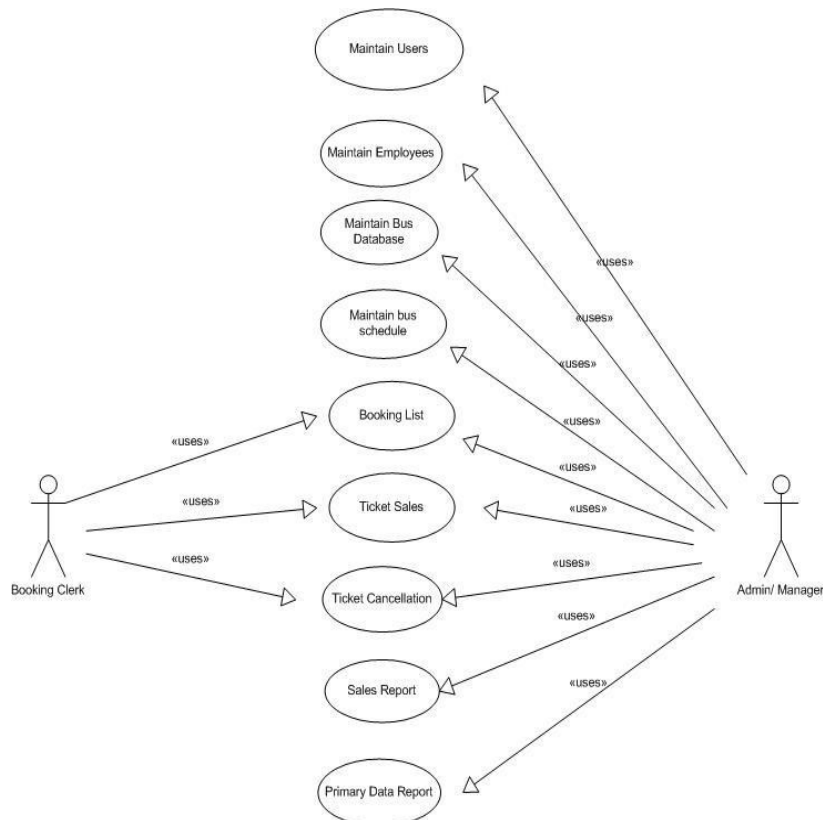 Maintain Users
Maintain Employees
Maintain Bus
Database
«uses»
Maintain bus
schedule
«uses»
«uses»
Booking List
«uses»
«uses»
«uses»
Ticket Sales
«uses»
«uses»
«uses»
«uses»
Booking Clerk
Ticket Cancellation
Admin/ Manager
«uses»
Sales Report
«uses»
Primary Data Report